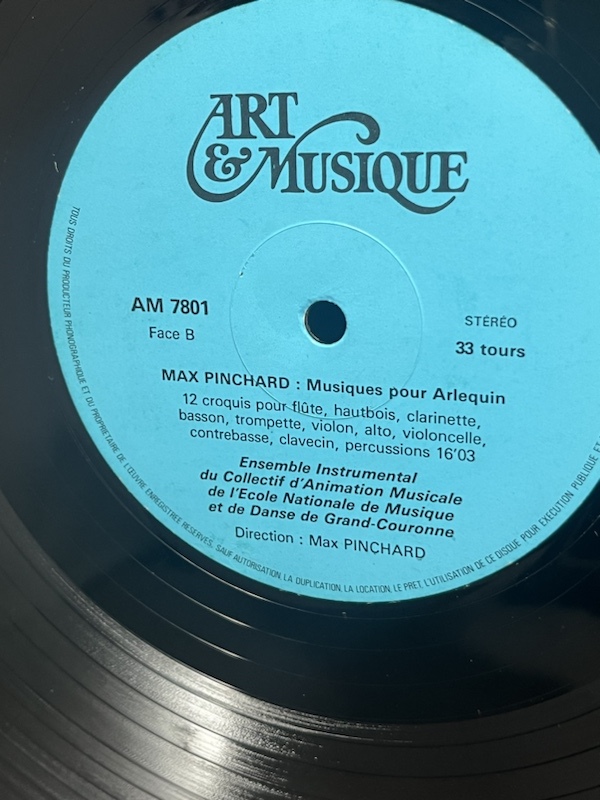 ART
& MUSIQUE
AM 7801
Face B
STÉRÉO
33 tours
MAX PINCHARD : Musiques pour Arlequin
12 croquis pour flûte, hautbois, clarinette,
basson, trompette, violon, alto, violoncelle,
contrebasse, clavecin, percussions 16'03
Ensemble Instrumental
du Collectif d'Animation Musicale
de l'Ecole Nationale de Musique
et de Danse de Grand-Couronne
Direction : Max PINCHARD
TOUS DROITS DU PRODUCTEUR PHONOGRAPHIQUE ET DU PROPRIETAIRE DE L'ŒUVRE ENREGISTREE RESERVES. SAUF AUTORISATION, LA DUPLICATION, LA LOCATION, LE PRET, L'UTILISATION DE CE DISQUE POUR EXECUTION PUBLIQUE ET